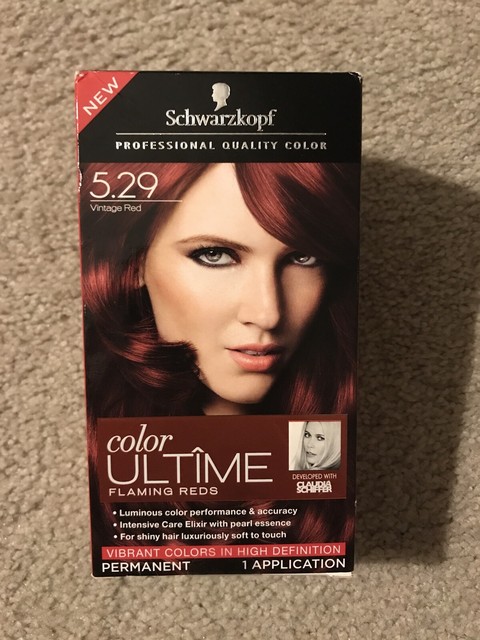 NEW
Schwarzkopf
PROFESSIONAL QUALITY COLOR
5.29
Vintage Red
color
ULTÎME
FLAMING REDS
DEVELOPED WITH
CLAUDIA
SCHIFFER
• Luminous color performance & accuracy
• Intensive Care Elixir with pearl essence
• For shiny hair luxuriously soft to touch
VIBRANT COLORS IN HIGH DEFINITION
PERMANENT 1 APPLICATION